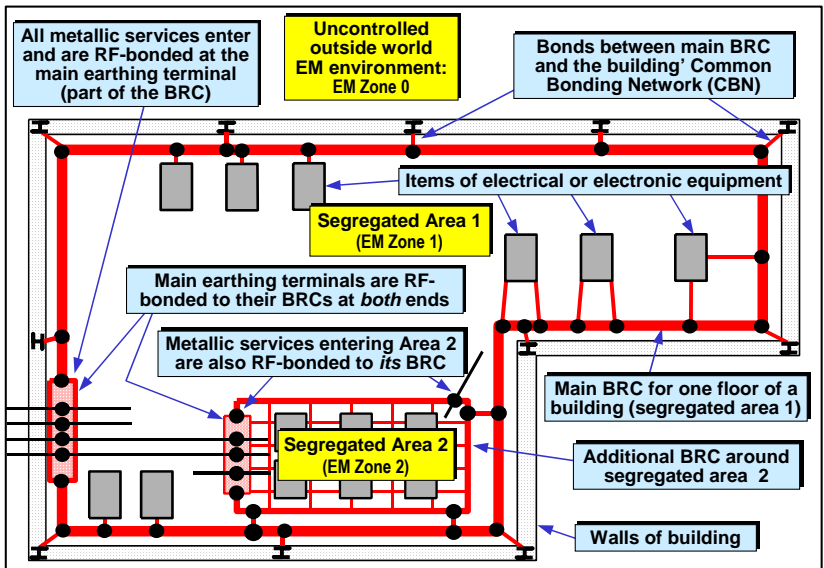 All metallic services enter
and are RF-bonded at the
main earthing terminal
(part of the BRC)
Uncontrolled
outside world
EM environment:
EM Zone 0
Bonds between main BRC
and the building’ Common
Bonding Network (CBN)
Items of electrical or electronic equipment
Segregated Area 1
(EM Zone 1)
Main earthing terminals are RF-
bonded to their BRCs at both ends
Metallic services entering Area 2
are also RF-bonded to its BRC
Main BRC for one floor of a
building (segregated area 1)
Segregated Area 2
(EM Zone 2)
Additional BRC around
segregated area 2
Walls of building